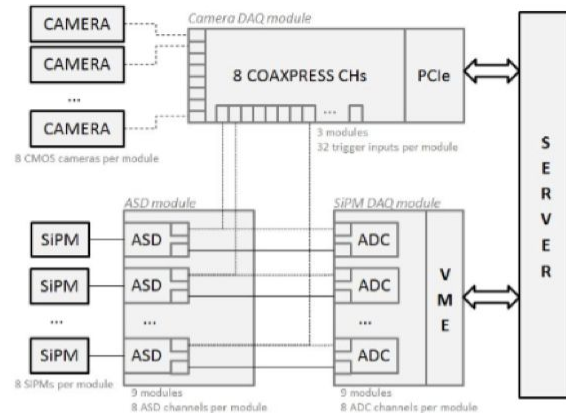 Camera DAQ module
CAMERA
CAMERA
...
CAMERA
8 CMOS cameras per module
8 COAXPRESS CHs
PCIe
...
3 modules
32 trigger inputs per module
SERVER
ASD module
SiPM DAQ module
SiPM
ASD
ADC
SiPM
ASD
ADC
...
...
...
SiPM
ASD
ADC
VME
8 SIPMs per module
9 modules
8 ASD channels per module
9 modules
8 ADC channels per module